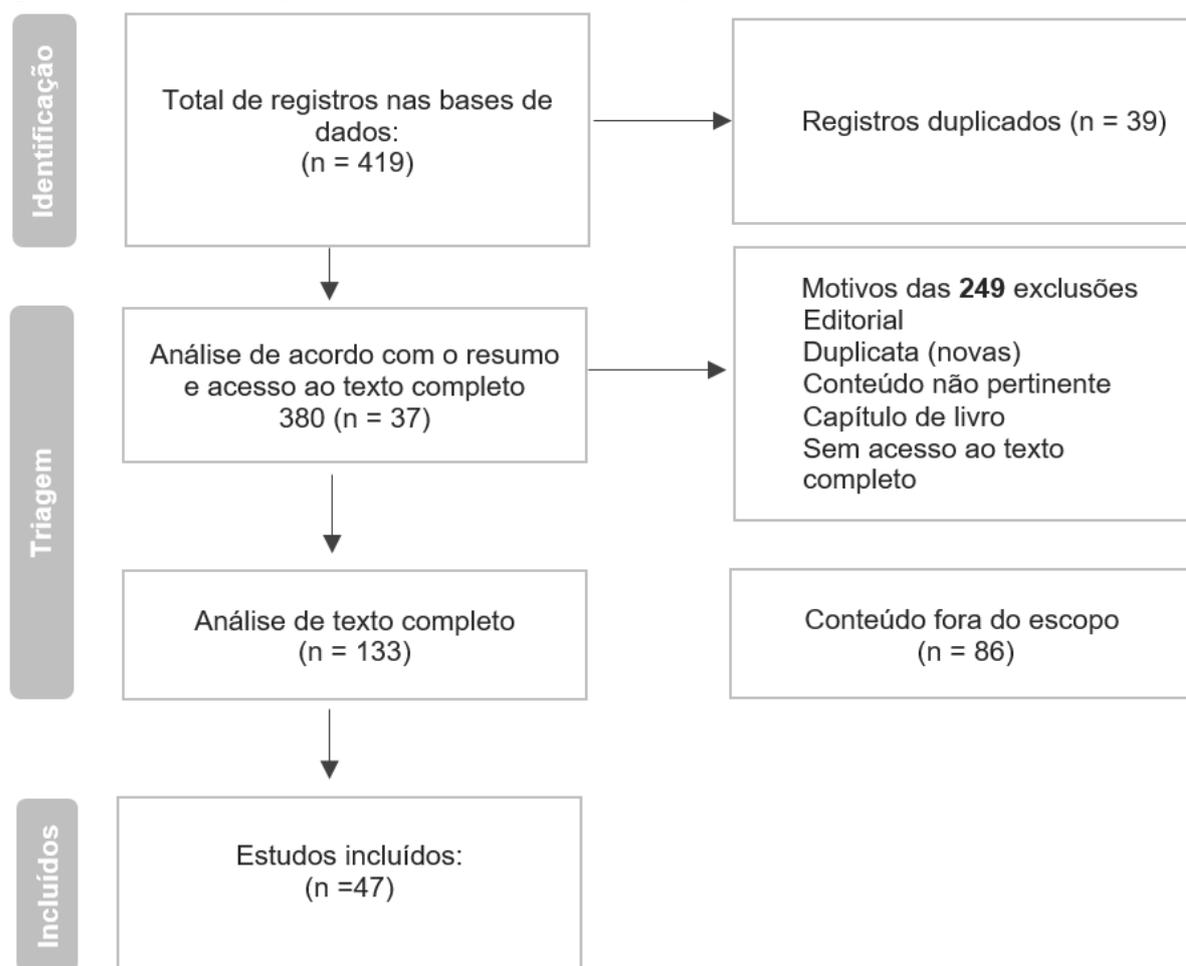 Identificação
Total de registros nas bases de
dados:
(n = 419)
Registros duplicados (n = 39)
Triagem
Análise de acordo com o resumo
e acesso ao texto completo
380 (n = 37)
Motivos das 249 exclusões
Editorial
Duplicata (novas)
Conteúdo não pertinente
Capítulo de livro
Sem acesso ao texto
completo
Análise de texto completo
(n = 133)
Conteúdo fora do escopo
(n = 86)
Incluídos
Estudos incluídos:
(n =47)